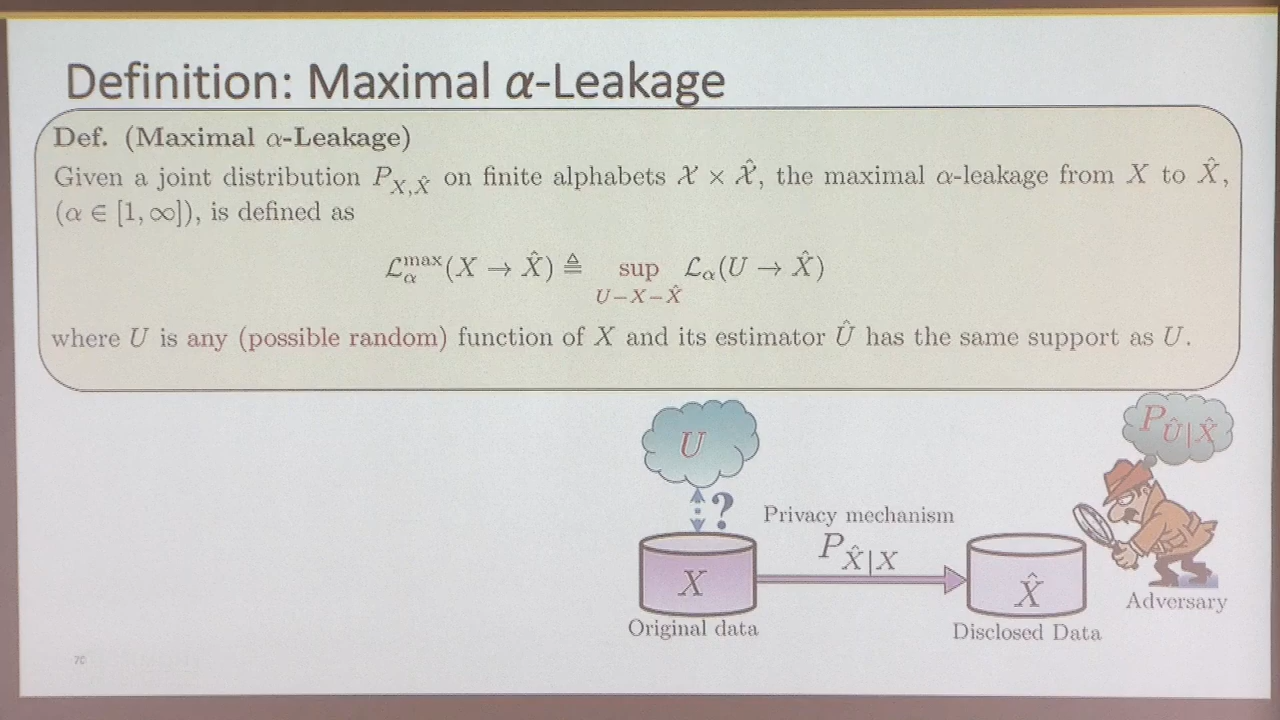 Definition: Maximal α-Leakage
Def. (Maximal α-Leakage)
Given a joint distribution P_{X,X̂} on finite alphabets 𝒳 × 𝒳̂, the maximal α-leakage from X to X̂,
(α ∈ [1, ∞]), is defined as
ℒ_α^{max}(X → X̂) ≜ sup ℒ_α(U → X̂)
U−X−X̂
where U is any (possible random) function of X and its estimator Û has the same support as U.
P_{Û|X̂}
U
?
Privacy mechanism
P_{X̂|X}
X
X̂
Adversary
Original data
Disclosed Data
70